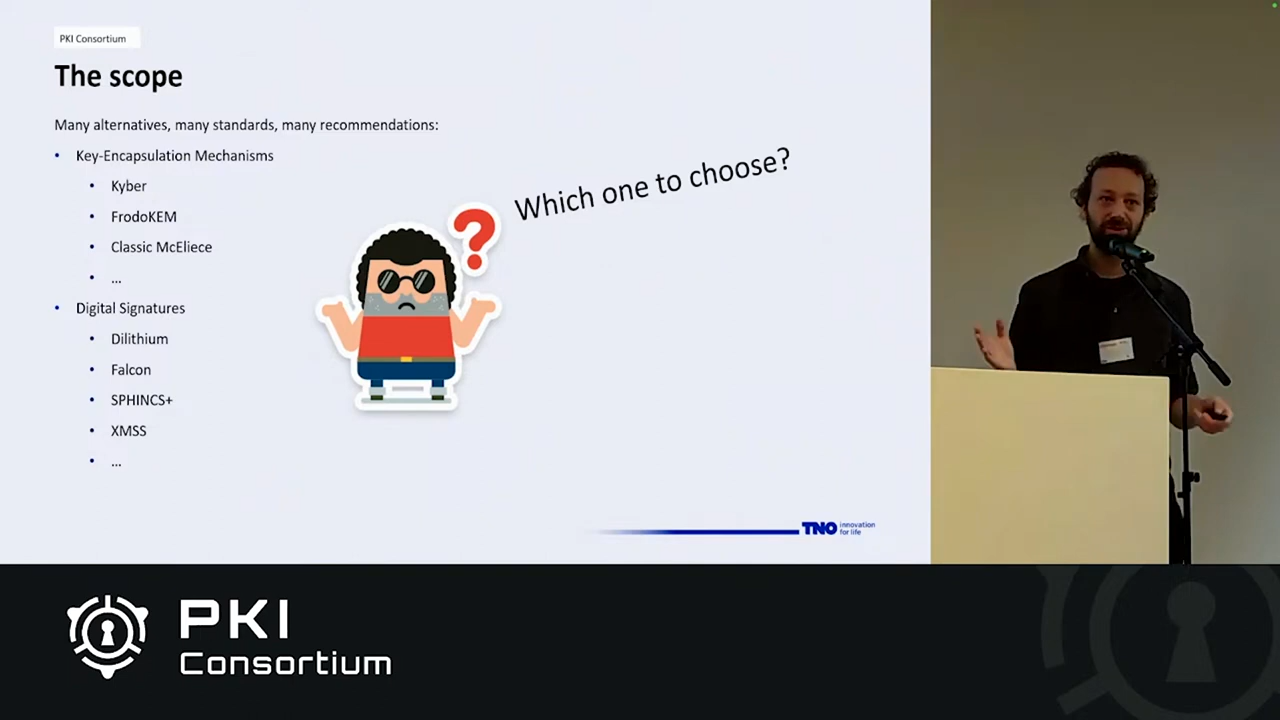 PKI Consortium
The scope
Many alternatives, many standards, many recommendations:
• Key-Encapsulation Mechanisms
• Kyber
• FrodoKEM
• Classic McEliece
• ...
• Digital Signatures
• Dilithium
• Falcon
• SPHINCS+
• XMSS
• ...
Which one to choose?
?
TNO innovation
for life
PKI
Consortium